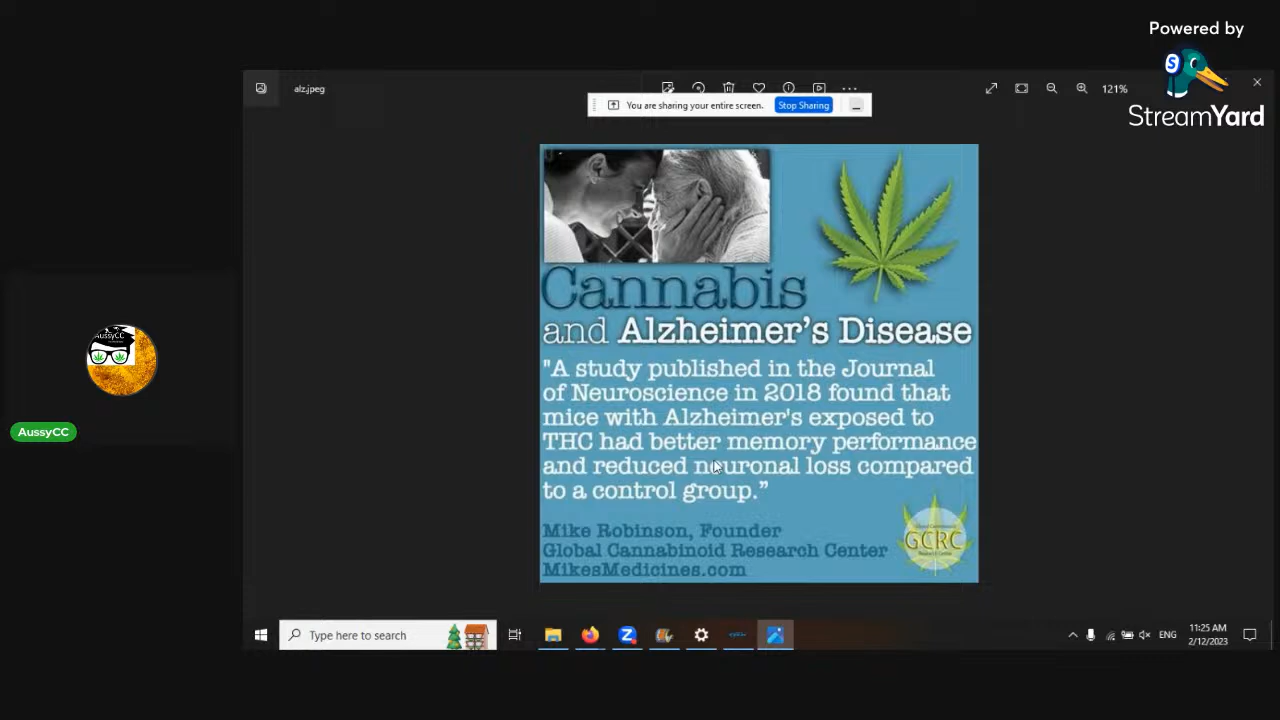 Powered by
StreamYard
alz.jpeg
121%
You are sharing your entire screen.
Stop Sharing
Cannabis
and Alzheimer's Disease
"A study published in the Journal
of Neuroscience in 2018 found that
mice with Alzheimer's exposed to
THC had better memory performance
and reduced neuronal loss compared
to a control group.”
Mike Robinson, Founder
Global Cannabinoid Research Center
MikesMedicines.com
GCRC
AussyCC
AussyCC
Type here to search
ENG
11:25 AM
2/12/2023